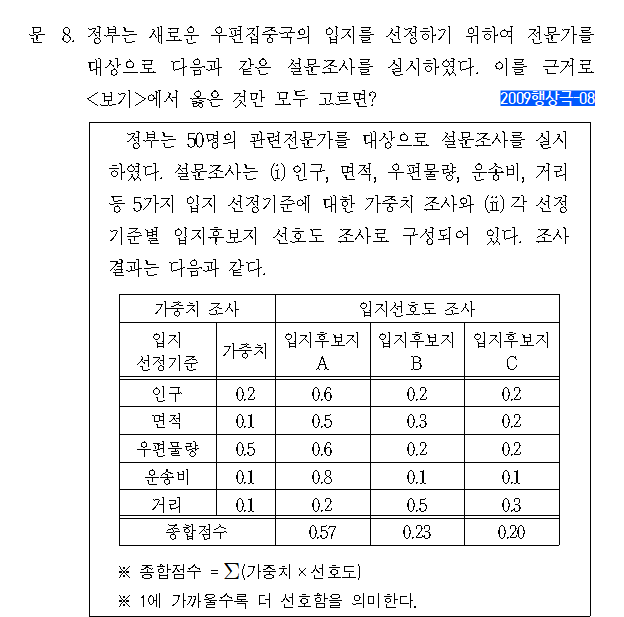 문 8. 정부는 새로운 우편집중국의 입지를 선정하기 위하여 전문가를
대상으로 다음과 같은 설문조사를 실시하였다. 이를 근거로
<보기>에서 옳은 것만 모두 고르면? 2009행상극-08
정부는 50명의 관련전문가를 대상으로 설문조사를 실시
하였다. 설문조사는 (ⅰ)인구, 면적, 우편물량, 운송비, 거리
등 5가지 입지 선정기준에 대한 가중치 조사와 (ⅱ)각 선정
기준별 입지후보지 선호도 조사로 구성되어 있다. 조사
결과는 다음과 같다.
가중치 조사 입지선호도 조사
입지 선정기준 가중치 입지후보지 A 입지후보지 B 입지후보지 C
인구 0.2 0.6 0.2 0.2
면적 0.1 0.5 0.3 0.2
우편물량 0.5 0.6 0.2 0.2
운송비 0.1 0.8 0.1 0.1
거리 0.1 0.2 0.5 0.3
종합점수 0.57 0.23 0.20
※ 종합점수 = ∑(가중치×선호도)
※ 1에 가까울수록 더 선호함을 의미한다.